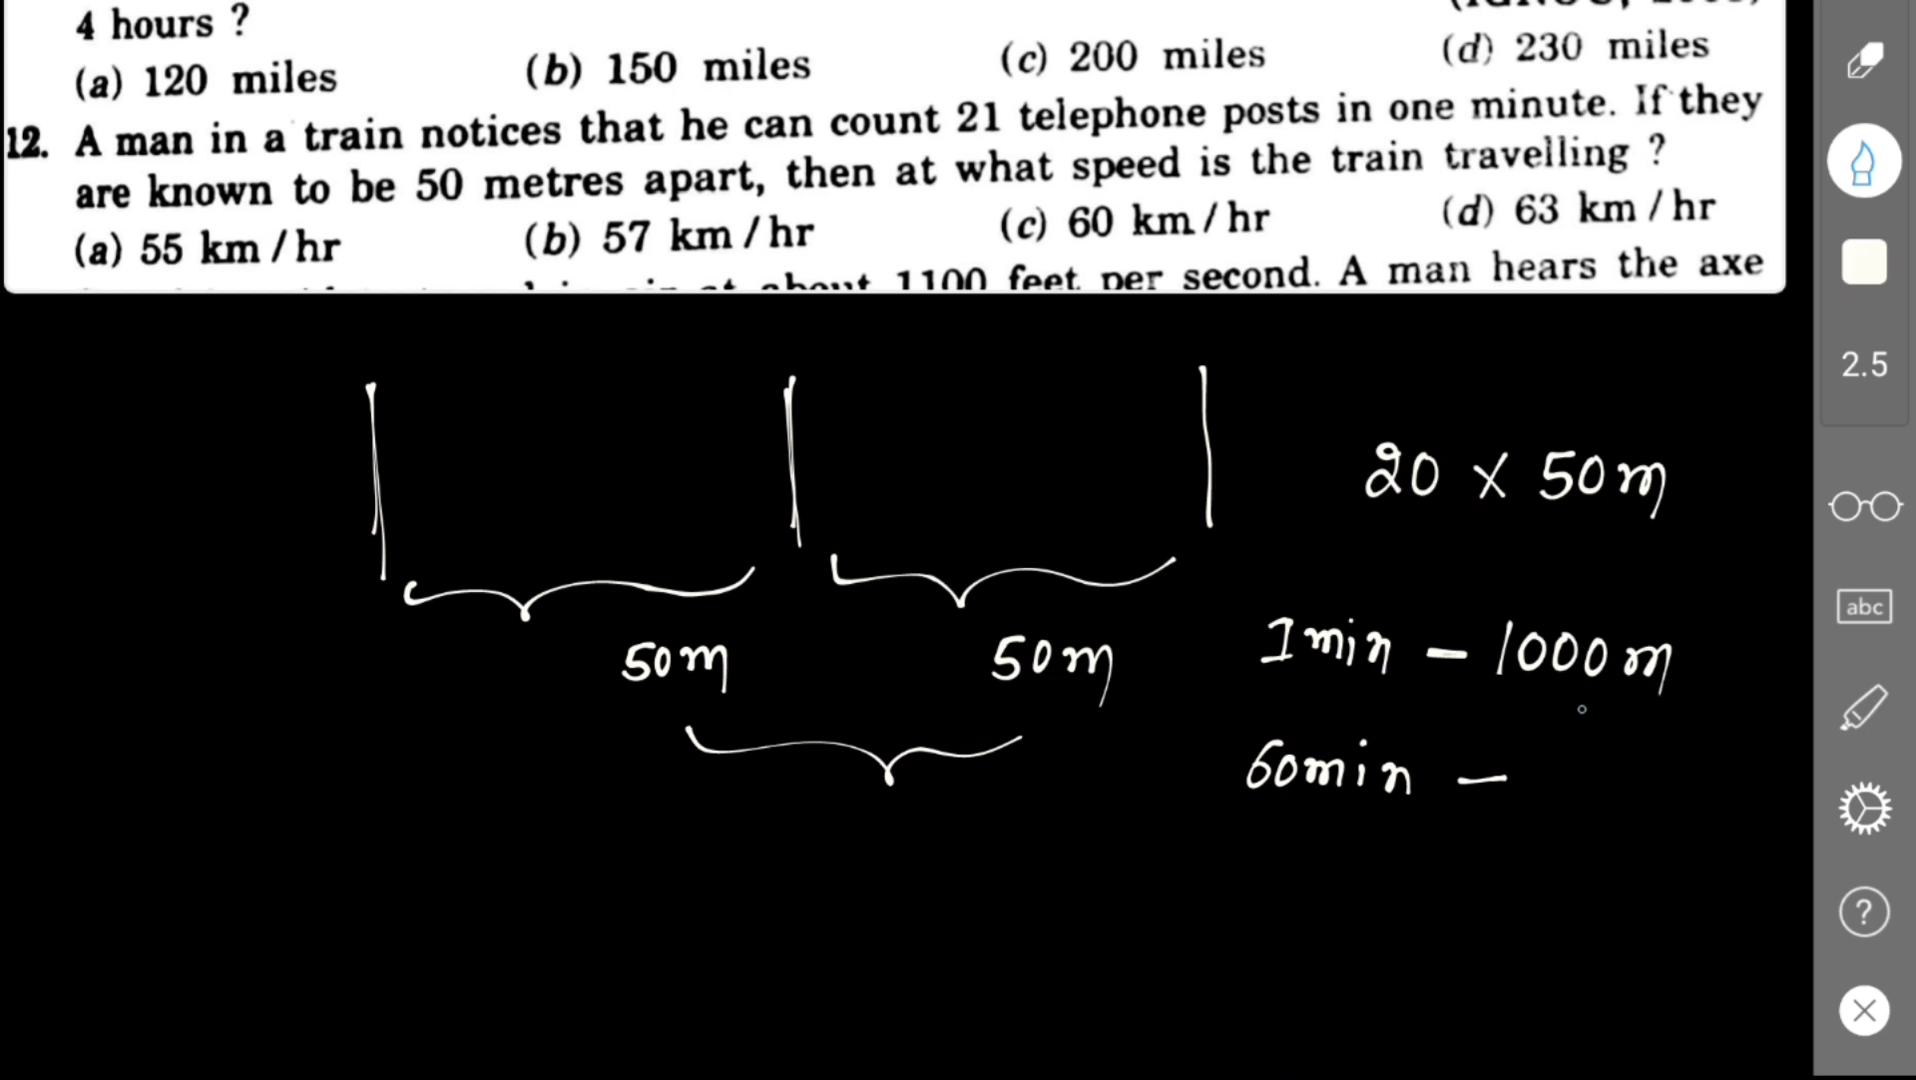 4 hours ?
(a) 120 miles (b) 150 miles (c) 200 miles (d) 230 miles
12. A man in a train notices that he can count 21 telephone posts in one minute. If they
are known to be 50 metres apart, then at what speed is the train travelling ?
(a) 55 km / hr (b) 57 km / hr (c) 60 km / hr (d) 63 km / hr
about 1100 feet per second. A man hears the axe
2.5
20 × 50m
abc
50m 50m 1min – 1000m
60min –
?